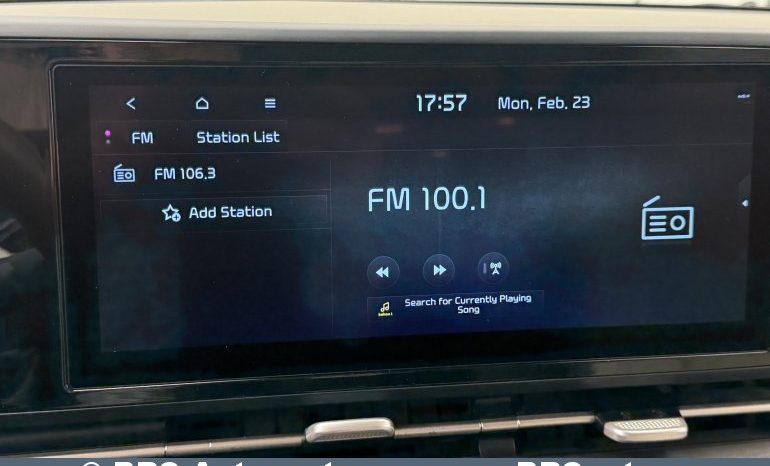 17:57 Mon, Feb. 23
FM Station List
FM 106.3
Add Station
FM 100.1
Search for Currently Playing
Song